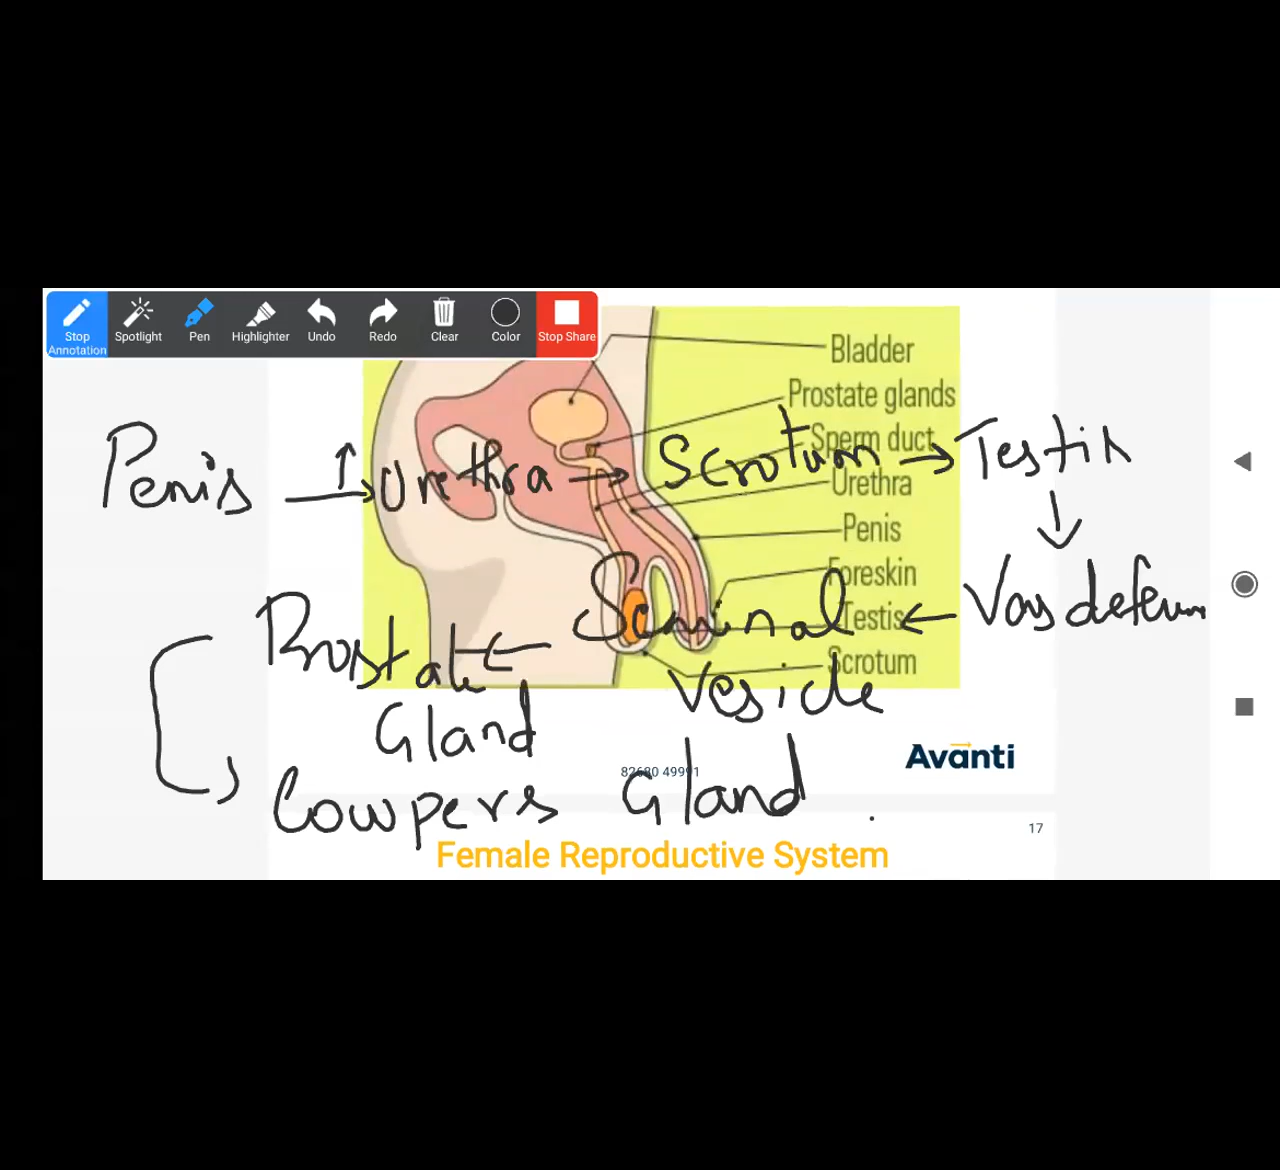 Stop Annotation
Spotlight
Pen
Highlighter
Undo
Redo
Clear
Color
Stop Share
Bladder
Prostate glands
Sperm duct
Urethra
Penis
Foreskin
Testis
Scrotum
Penis → Urethra → Scrotum → Testis
↓
Prostate Gland ← Seminal Vesicle ← Vas deferens
Cowpers Gland
82680 49991
Avanti
17
Female Reproductive System